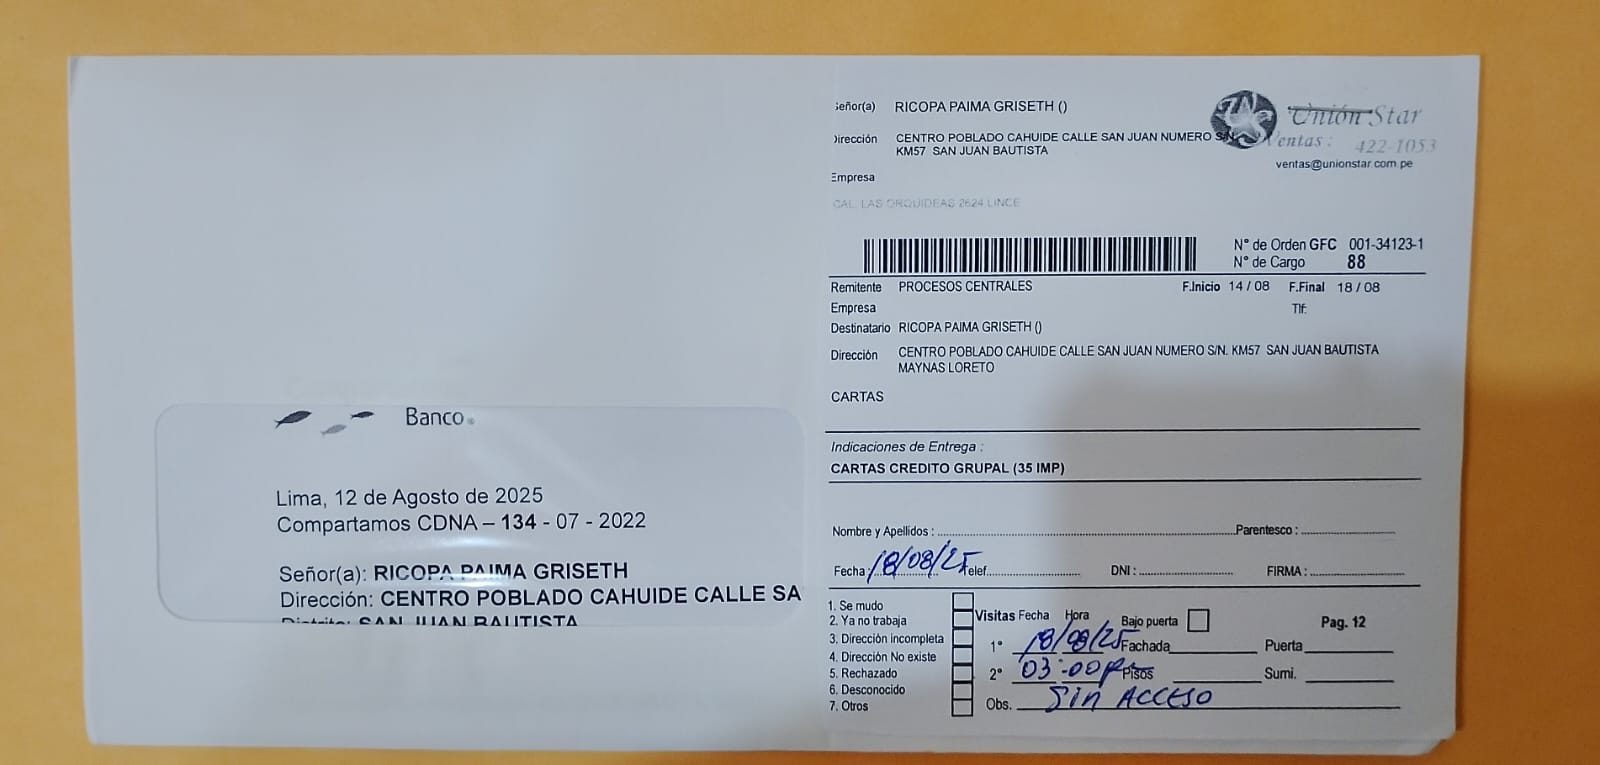 Banco
Lima, 12 de Agosto de 2025
Compartamos CDNA – 134 - 07 - 2022
Señor(a): RICOPA PAIMA GRISETH
Dirección: CENTRO POBLADO CAHUIDE CALLE SA
Distrito: SAN JUAN BAUTISTA
Señor(a) RICOPA PAIMA GRISETH ()
Dirección CENTRO POBLADO CAHUIDE CALLE SAN JUAN NUMERO S/N.
KM57 SAN JUAN BAUTISTA
Empresa
CAL. LAS ORQUIDEAS 2624 LINCE
Unión Star
Ventas: 422-1053
ventas@unionstar.com.pe
N° de Orden GFC 001-34123-1
N° de Cargo 88
Remitente PROCESOS CENTRALES F.Inicio 14 / 08 F.Final 18 / 08
Empresa Tlf:
Destinatario RICOPA PAIMA GRISETH ()
Dirección CENTRO POBLADO CAHUIDE CALLE SAN JUAN NUMERO S/N. KM57 SAN JUAN BAUTISTA
MAYNAS LORETO
CARTAS
Indicaciones de Entrega :
CARTAS CREDITO GRUPAL (35 IMP)
Nombre y Apellidos : Parentesco :
Fecha: 18/08/25 Telef. DNI : FIRMA :
1. Se mudo
2. Ya no trabaja
3. Dirección incompleta
4. Dirección No existe
5. Rechazado
6. Desconocido
7. Otros
Visitas Fecha Hora Bajo puerta Pag. 12
1° 18/08/25 Fachada Puerta
2° 03:00 Pisos Sumi.
Obs. Sin ACCESO